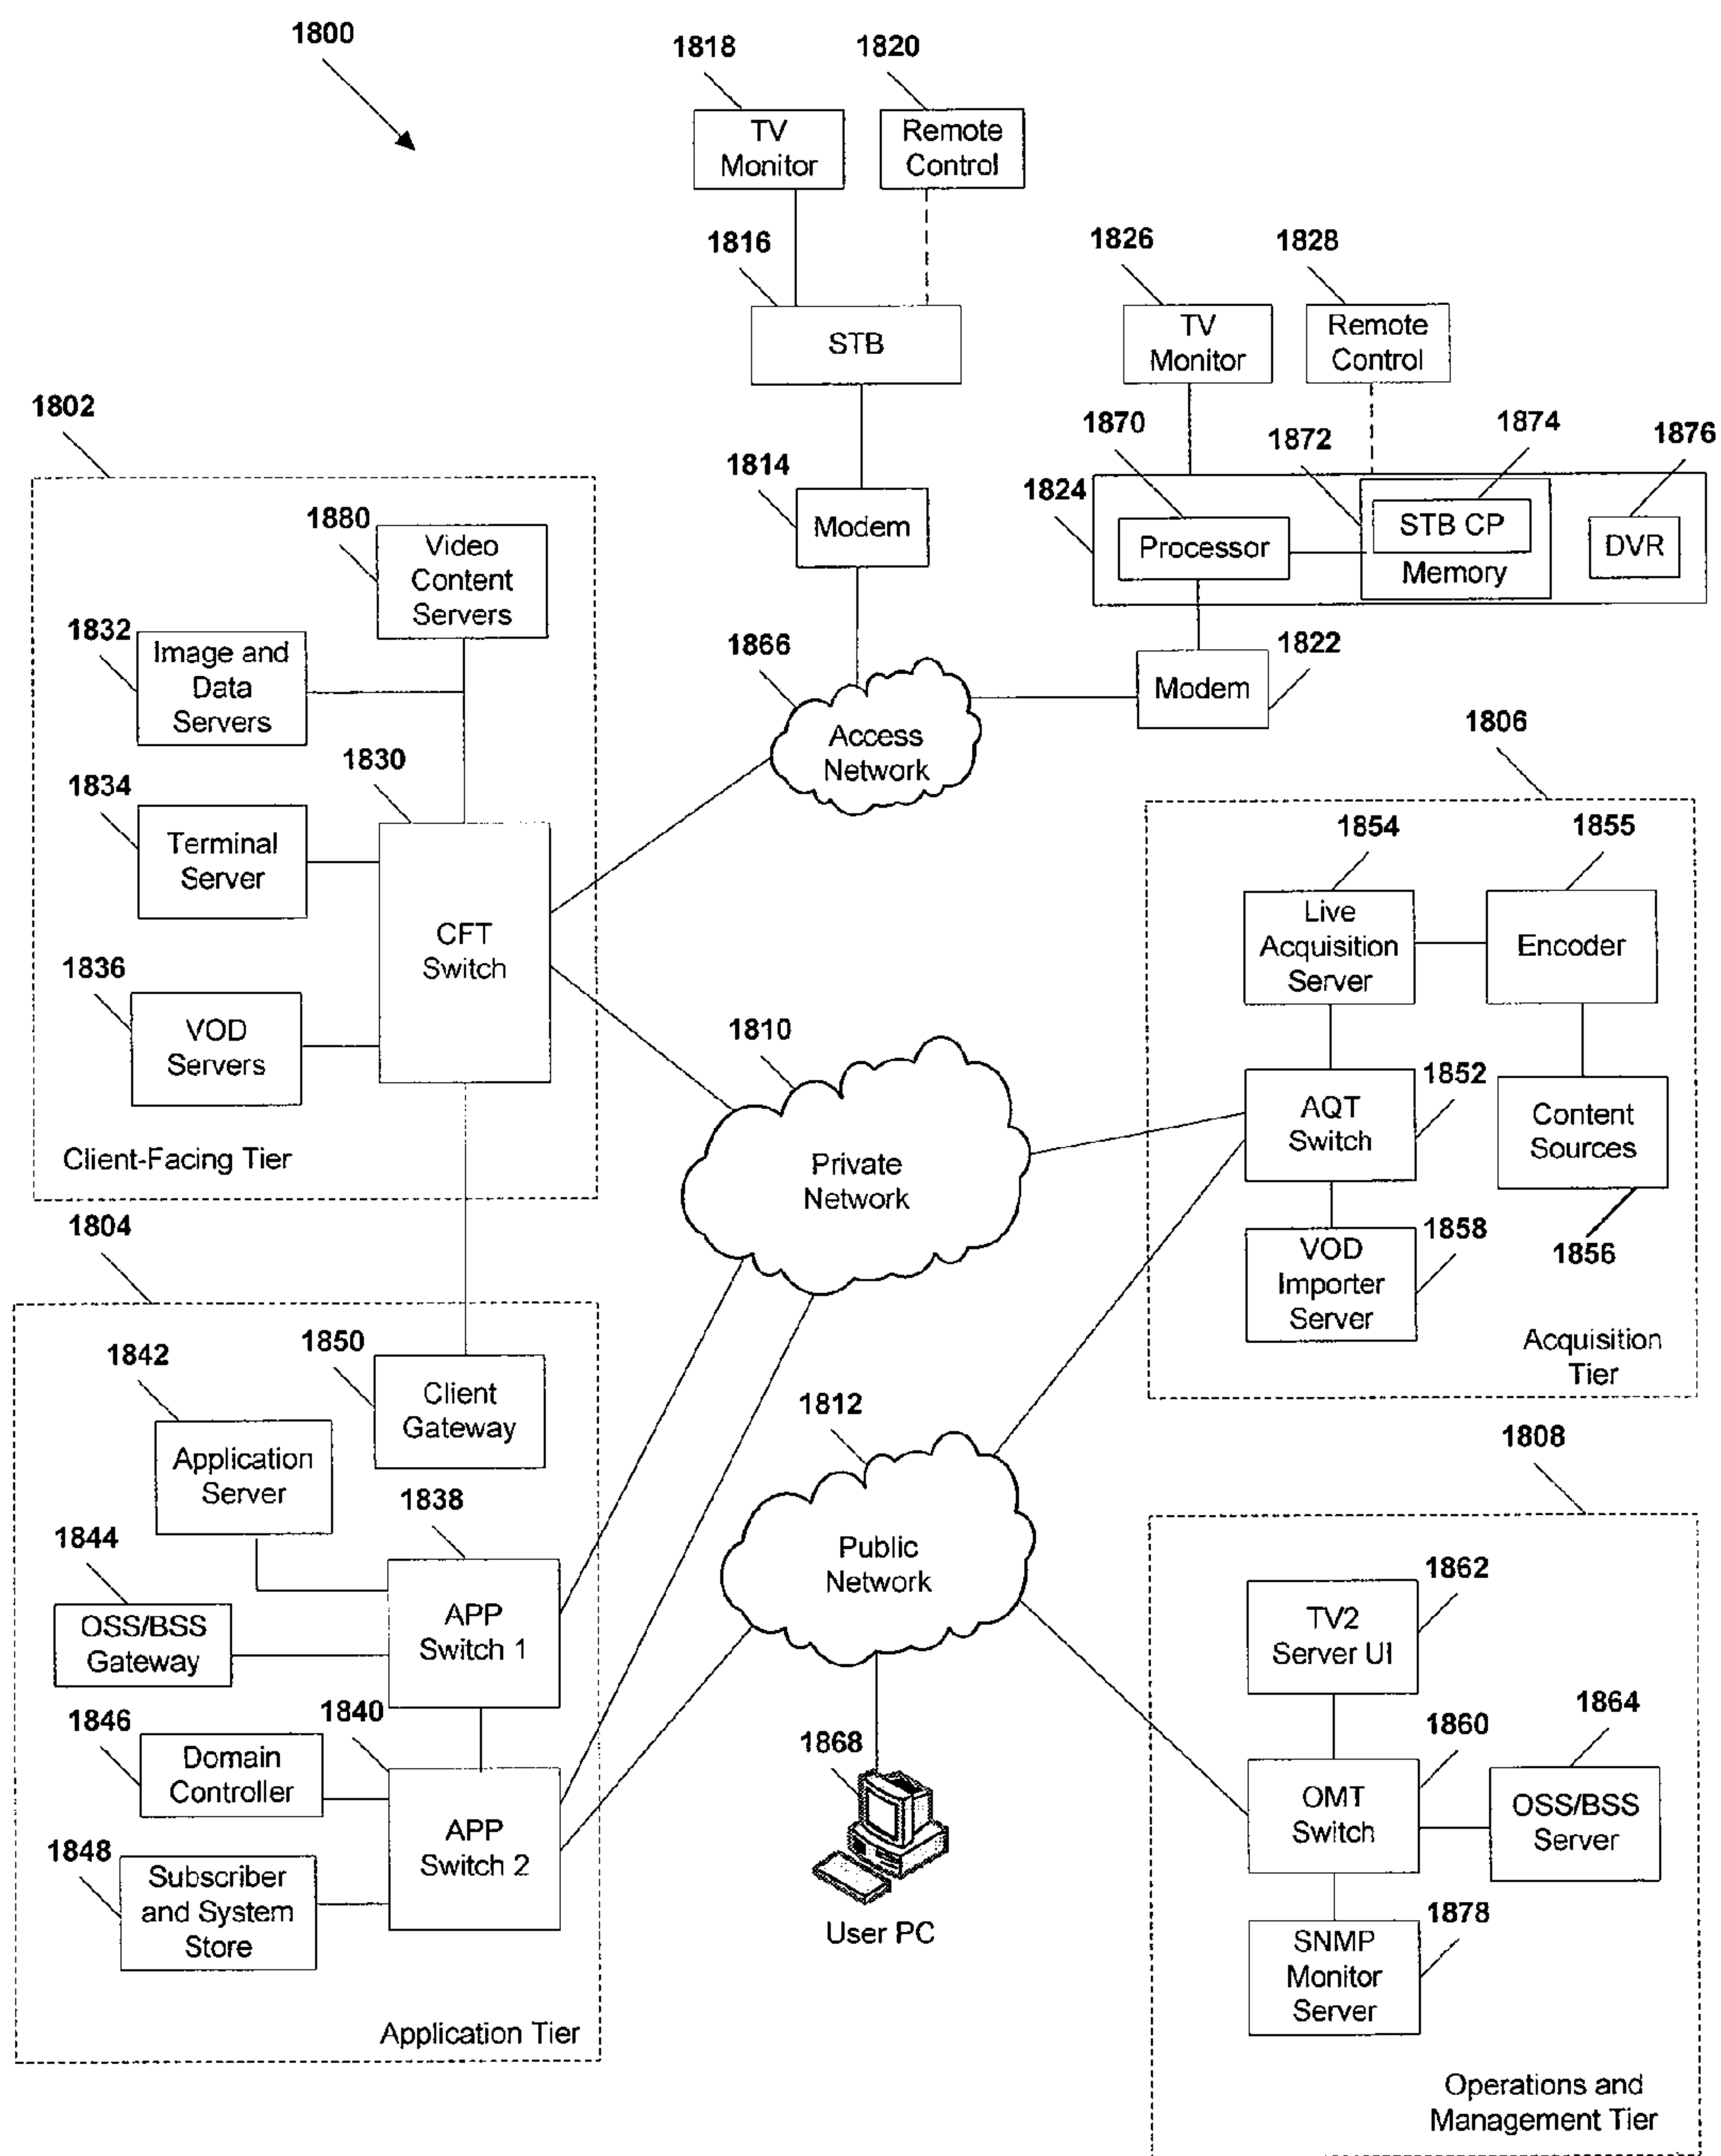 1800
1818
1820
TV
Monitor
Remote
Control
1816
STB
1826
1828
TV
Monitor
Remote
Control
1814
Modem
1870
1872
1874
1876
1824
Processor
STB CP
Memory
DVR
1866
Access
Network
1822
Modem
1802
1880
Video
Content
Servers
1832
Image and
Data
Servers
1830
1834
Terminal
Server
CFT
Switch
1836
VOD
Servers
Client-Facing Tier
1806
1854
1855
Live
Acquisition
Server
Encoder
1852
AQT
Switch
Content
Sources
1856
1858
VOD
Importer
Server
Acquisition
Tier
1810
Private
Network
1804
1842
1850
Client
Gateway
Application
Server
1838
1844
OSS/BSS
Gateway
APP
Switch 1
1846
1840
Domain
Controller
APP
Switch 2
1848
Subscriber
and System
Store
Application Tier
1812
Public
Network
1868
User PC
1808
1862
TV2
Server UI
1860
1864
OMT
Switch
OSS/BSS
Server
1878
SNMP
Monitor
Server
Operations and
Management Tier